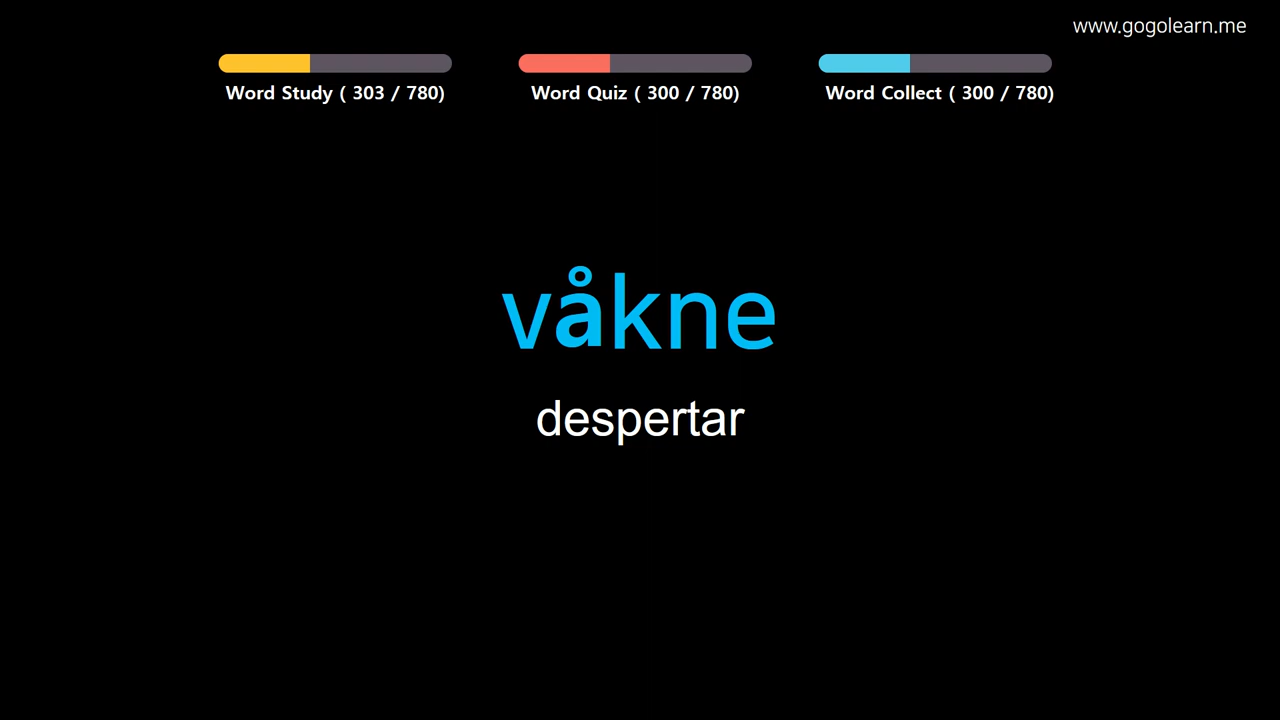 www.gogolearn.me
Word Study ( 303 / 780)
Word Quiz ( 300 / 780)
Word Collect ( 300 / 780)
våkne
despertar